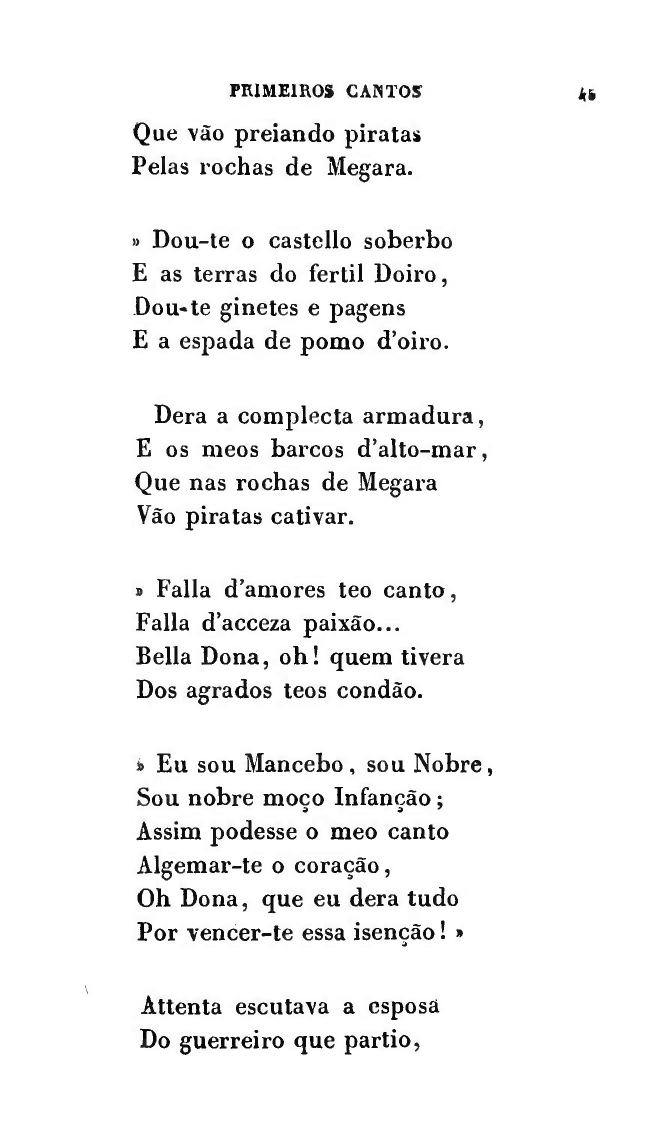 PRIMEIROS CANTOS 45
Que vão preiando piratas
Pelas rochas de Megara.
» Dou-te o castello soberbo
E as terras do fertil Doiro,
Dou-te ginetes e pagens
E a espada de pomo d'oiro.
Dera a complecta armadura,
E os meos barcos d'alto-mar,
Que nas rochas de Megara
Vão piratas cativar.
» Falla d'amores teo canto,
Falla d'acceza paixão...
Bella Dona, oh! quem tivera
Dos agrados teos condão.
» Eu sou Mancebo, sou Nobre,
Sou nobre moço Infanção;
Assim podesse o meo canto
Algemar-te o coração,
Oh Dona, que eu dera tudo
Por vencer-te essa isenção! »
Attenta escutava a esposa
Do guerreiro que partio,